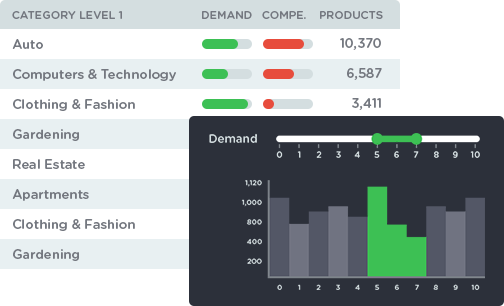 CATEGORY LEVEL 1 DEMAND COMPE. PRODUCTS
Auto 10,370
Computers & Technology 6,587
Clothing & Fashion 3,411
Gardening
Real Estate
Apartments
Clothing & Fashion
Gardening
Demand
0 1 2 3 4 5 6 7 8 9 10
1,120
1,000
800
400
200
0 1 2 3 4 5 6 7 8 9 10